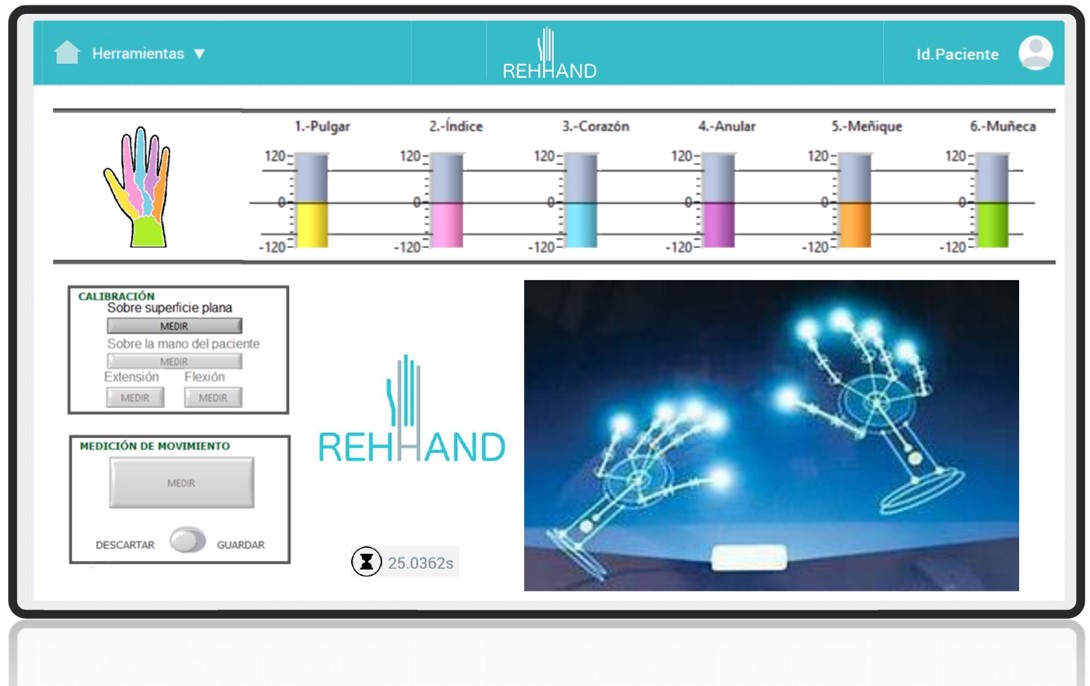 Herramientas ▼
REHHAND
Id.Paciente
1.-Pulgar 2.-Índice 3.-Corazón 4.-Anular 5.-Meñique 6.-Muñeca
120 120 120 120 120 120
0 0 0 0 0 0
-120 -120 -120 -120 -120 -120
CALIBRACIÓN
Sobre superficie plana
MEDIR
Sobre la mano del paciente
MEDIR
Extensión Flexión
MEDIR MEDIR
MEDICIÓN DE MOVIMIENTO
MEDIR
DESCARTAR GUARDAR
REHHAND
25.0362s